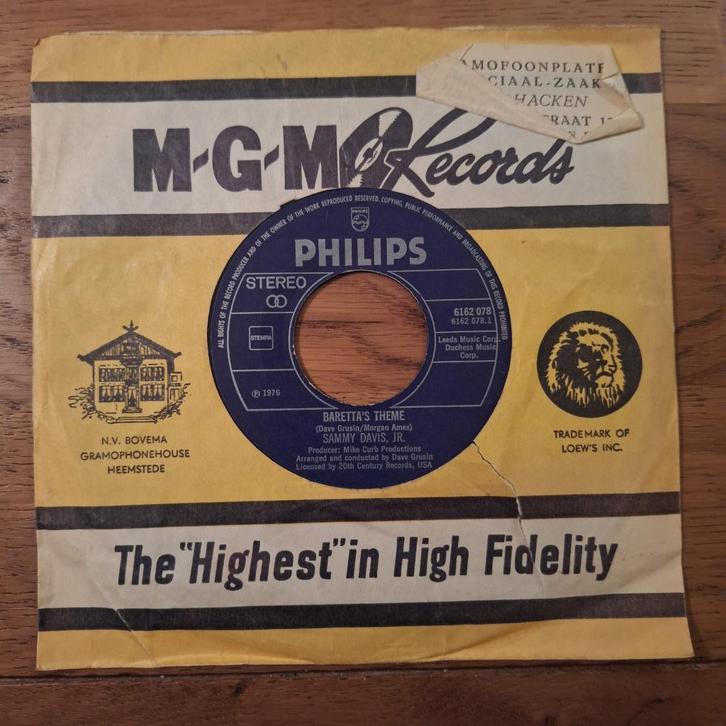 MOFOONPLATE
CIAAL-ZAAK
HACKEN
TRAAT
M-G-M Records
ALL RIGHTS OF THE RECORD PRODUCER AND OF THE OWNER OF THE WORK REPRODUCED RESERVED. COPYING, PUBLIC PERFORMANCE AND BROADCASTING OF THIS RECORD PROHIBITED
PHILIPS
PHILIPS
STEREO
6162 078
6162 078.1
STEMRA
Leeds Music Corp.
Duchess Music
Corp.
℗ 1976
BARETTA'S THEME
(Dave Grusin/Morgan Ames)
SAMMY DAVIS, JR.
Producer: Mike Curb Productions
Arranged and conducted by Dave Grusin
Licensed by 20th Century Records, USA
N.V. BOVEMA
GRAMOPHONEHOUSE
HEEMSTEDE
TRADEMARK OF
LOEW'S INC.
The "Highest" in High Fidelity